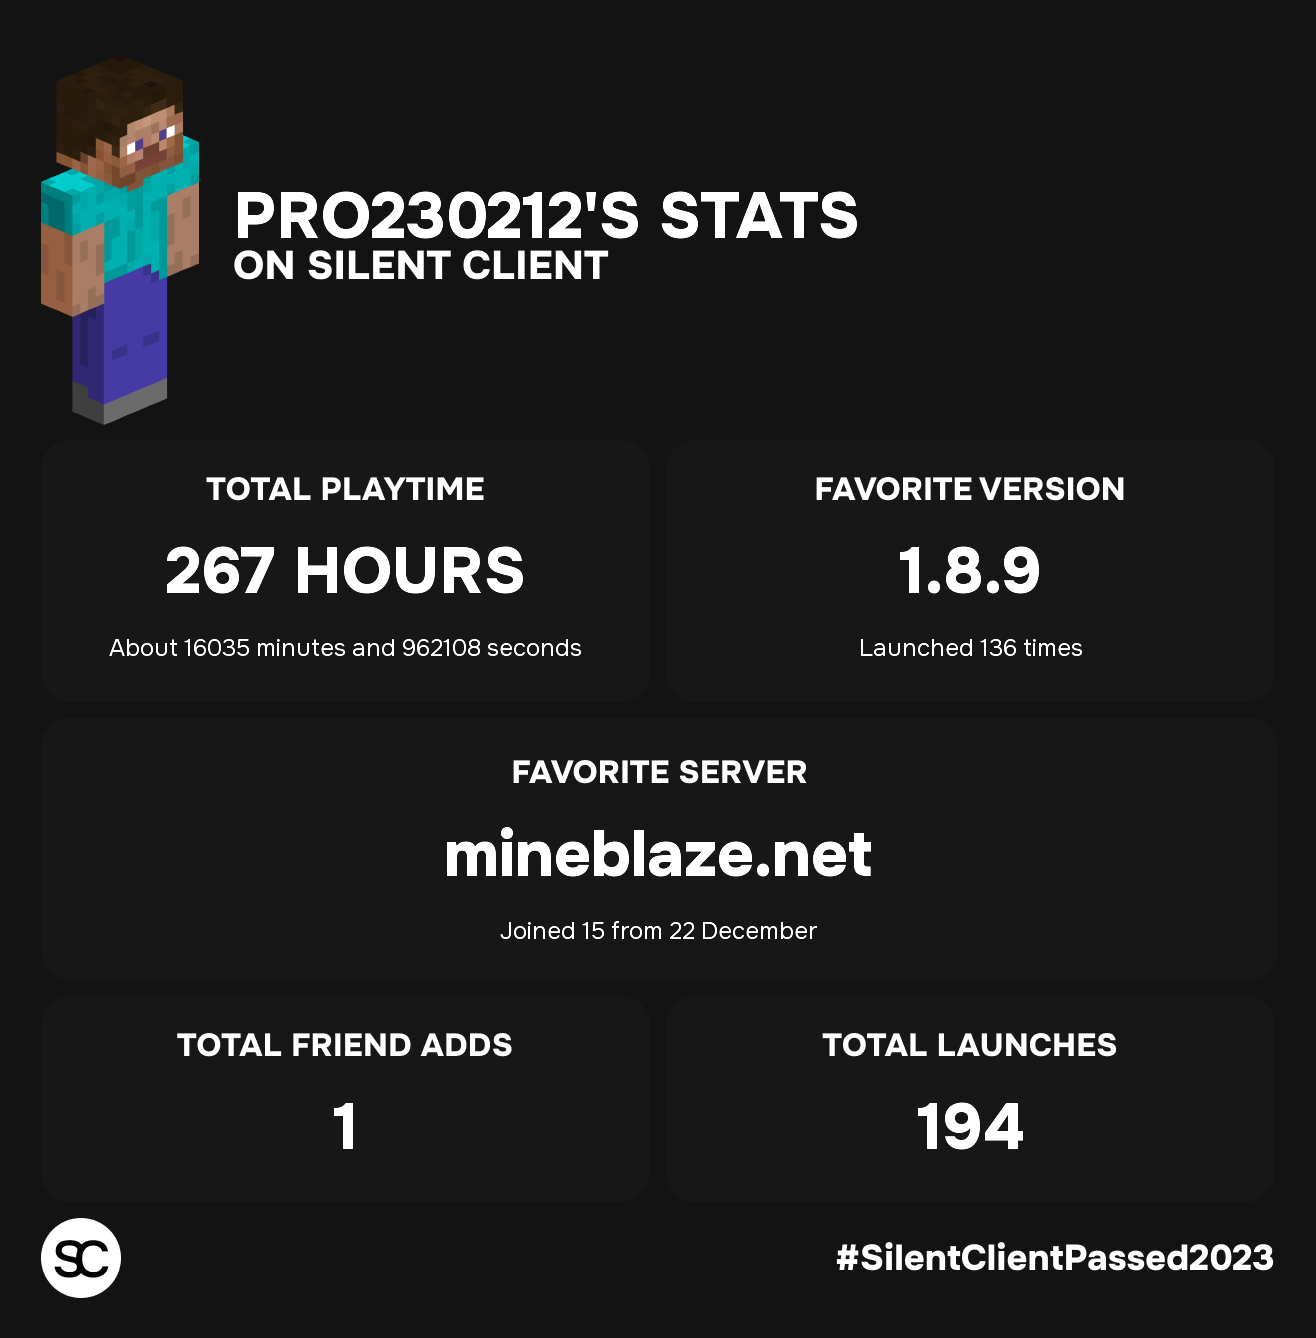 PRO230212'S STATS
ON SILENT CLIENT
TOTAL PLAYTIME
267 HOURS
About 16035 minutes and 962108 seconds
FAVORITE VERSION
1.8.9
Launched 136 times
FAVORITE SERVER
mineblaze.net
Joined 15 from 22 December
TOTAL FRIEND ADDS
1
TOTAL LAUNCHES
194
SC
#SilentClientPassed2023